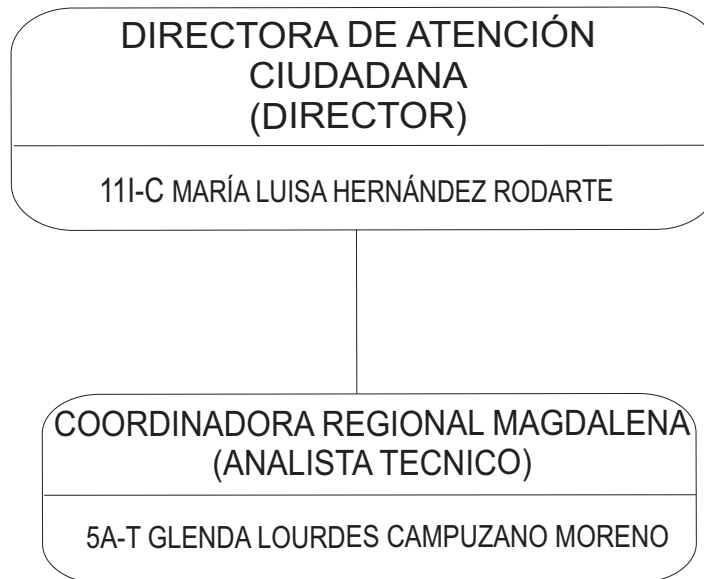 DIRECTORA DE ATENCIÓN
CIUDADANA
(DIRECTOR)
11I-C MARÍA LUISA HERNÁNDEZ RODARTE
COORDINADORA REGIONAL MAGDALENA
(ANALISTA TECNICO)
5A-T GLENDA LOURDES CAMPUZANO MORENO